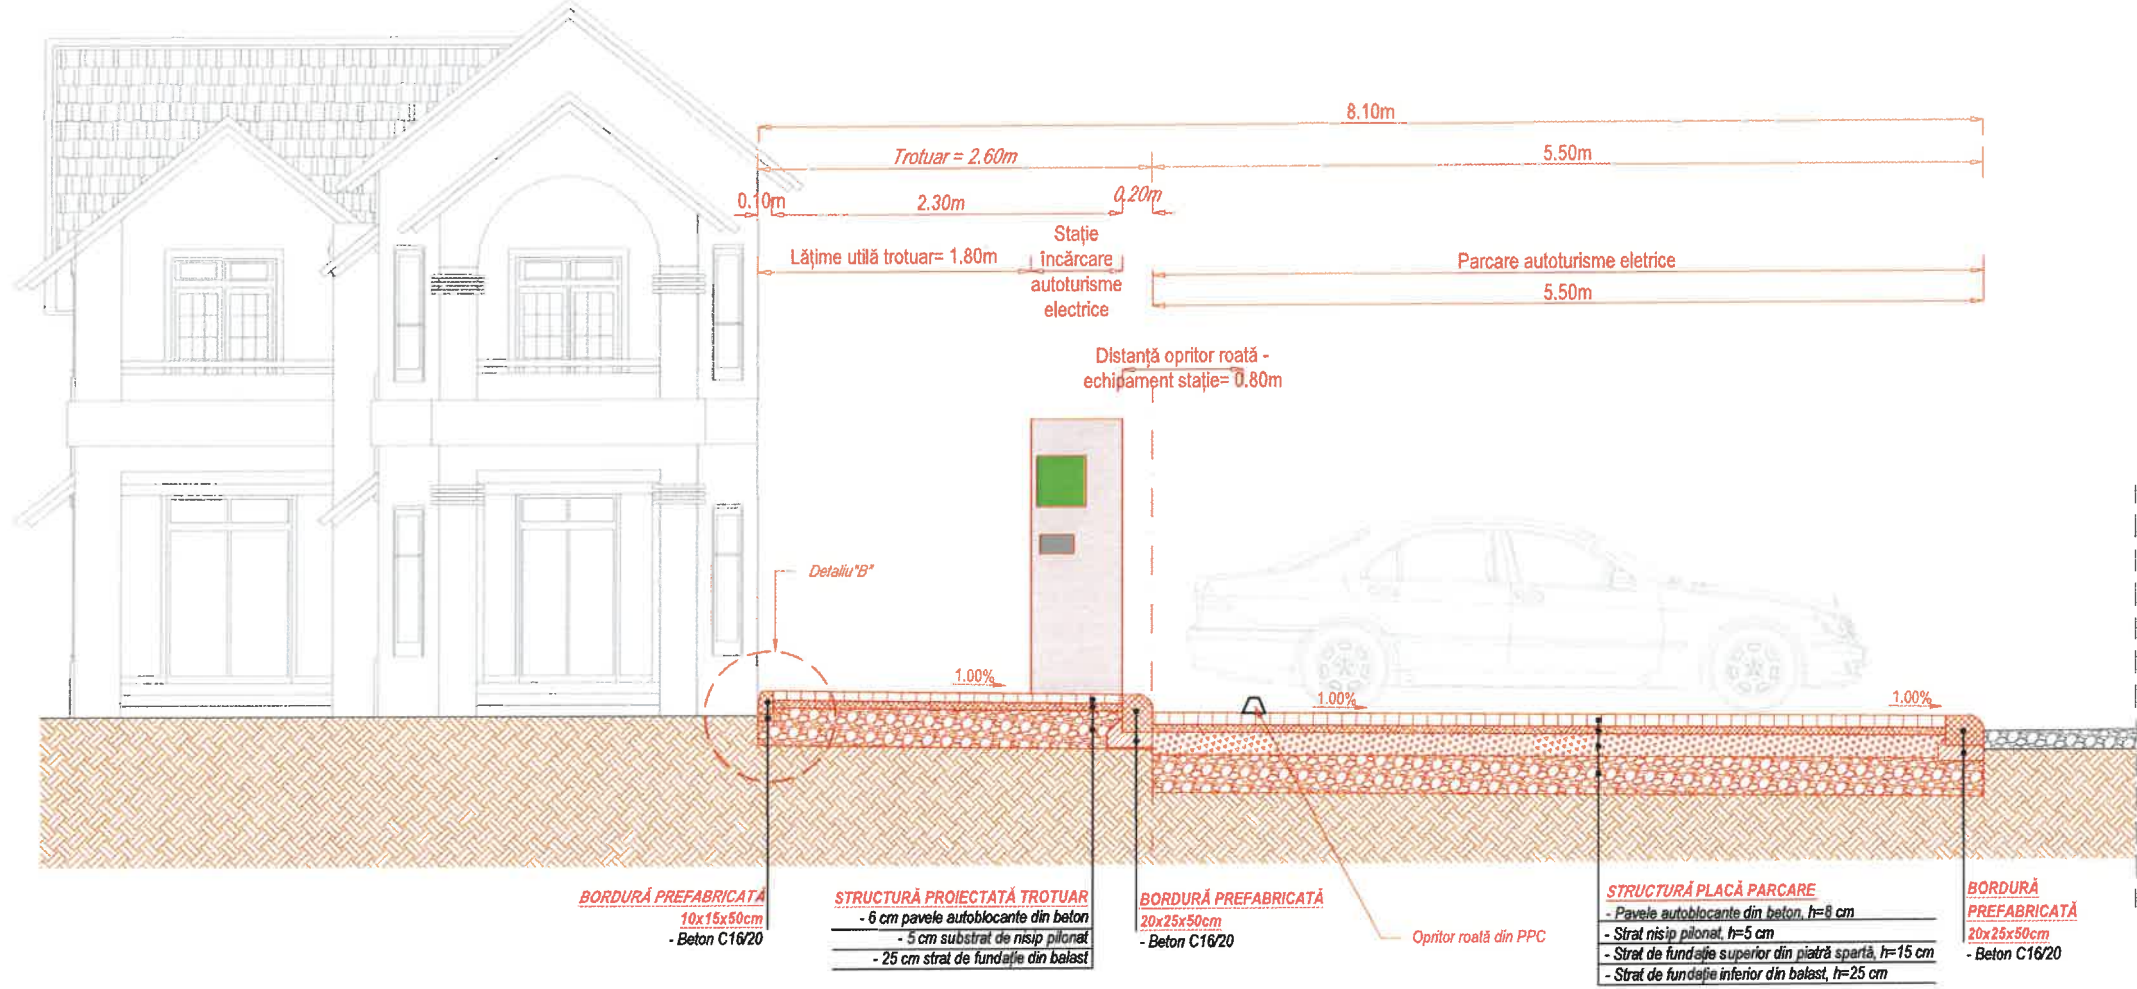 8.10m
Trotuar = 2.60m
5.50m
0.10m
2.30m
0,20m
Lățime utilă trotuar= 1,80m
Stație
încărcare
autoturisme
electrice
Parcare autoturisme eletrice
5.50m
Distanță opritor roată -
echipament stație= 0.80m
Detaliu"B"
1.00%
1.00%
1.00%
BORDURĂ PREFABRICATĂ
10x15x50cm
- Beton C16/20
STRUCTURĂ PROIECTATĂ TROTUAR
- 6 cm pavele autoblocante din beton
- 5 cm substrat de nisip pilonat
- 25 cm strat de fundație din balast
BORDURĂ PREFABRICATĂ
20x25x50cm
- Beton C16/20
Opritor roată din PPC
STRUCTURĂ PLACĂ PARCARE
- Pavele autoblocante din beton, h=8 cm
- Strat nisip pilonat, h=5 cm
- Strat de fundație superior din piatră spartă, h=15 cm
- Strat de fundație inferior din balast, h=25 cm
BORDURĂ
PREFABRICATĂ
20x25x50cm
- Beton C16/20